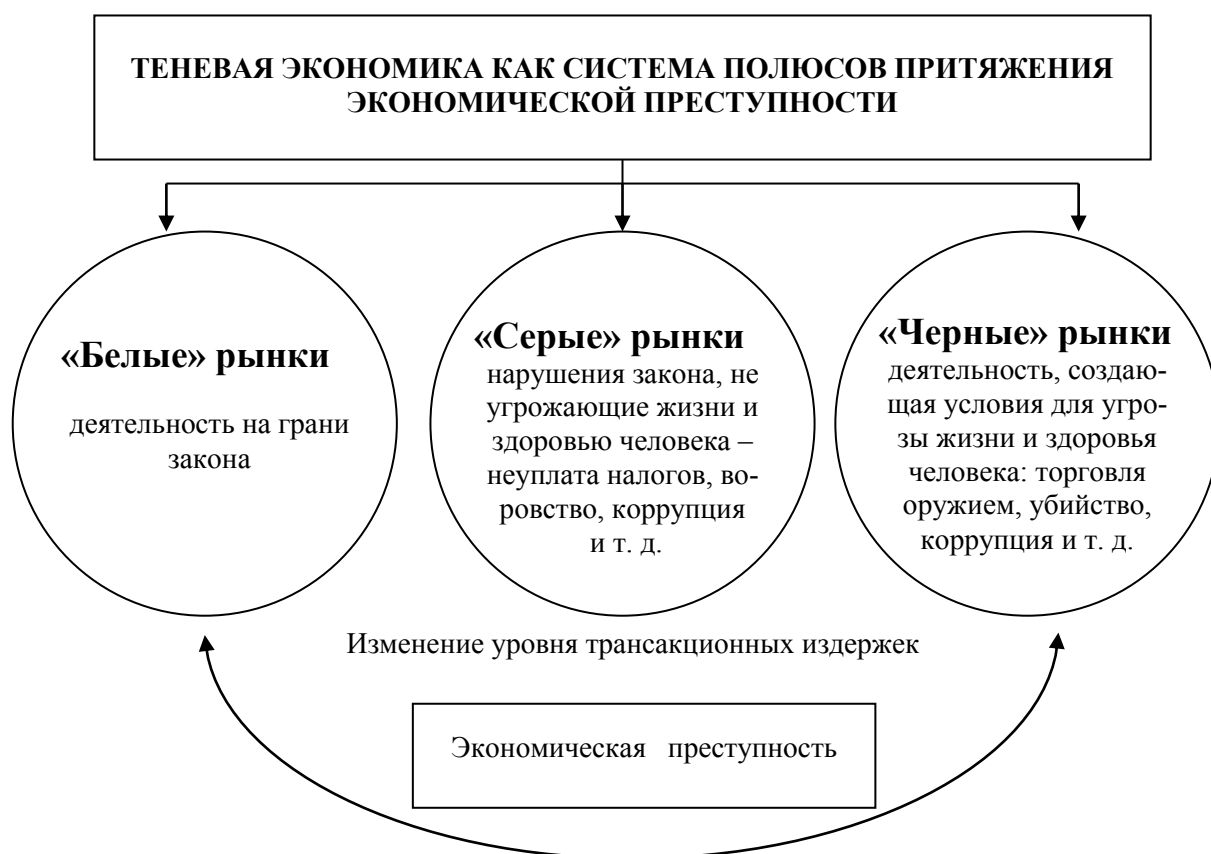 ТЕНЕВАЯ ЭКОНОМИКА КАК СИСТЕМА ПОЛЮСОВ ПРИТЯЖЕНИЯ
ЭКОНОМИЧЕСКОЙ ПРЕСТУПНОСТИ
«Белые» рынки
деятельность на грани
закона
«Серые» рынки
нарушения закона, не
угрожающие жизни и
здоровью человека –
неуплата налогов, во-
ровство, коррупция
и т. д.
«Черные» рынки
деятельность, создаю-
щая условия для угро-
зы жизни и здоровья
человека: торговля
оружием, убийство,
коррупция и т. д.
Изменение уровня трансакционных издержек
Экономическая преступность